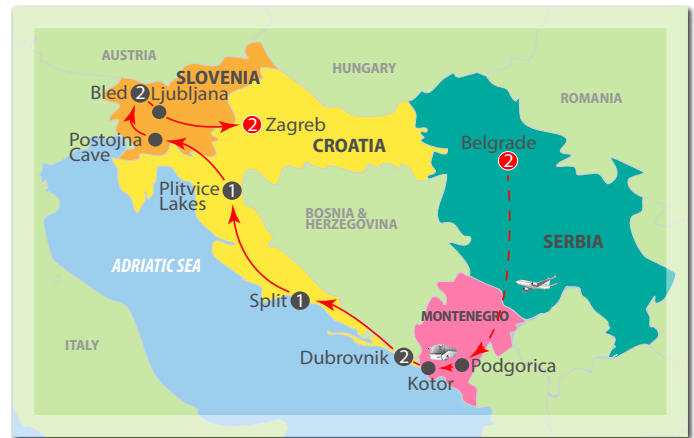 AUSTRIA
HUNGARY
ROMANIA
SLOVENIA
Bled 2 Ljubljana
2 Zagreb
CROATIA
Postojna
Cave
Belgrade
2
Plitvice
Lakes
1
BOSNIA &
HERZEGOVINA
SERBIA
ADRIATIC SEA
Split 1
MONTENEGRO
ITALY
Dubrovnik 2
Podgorica
Kotor